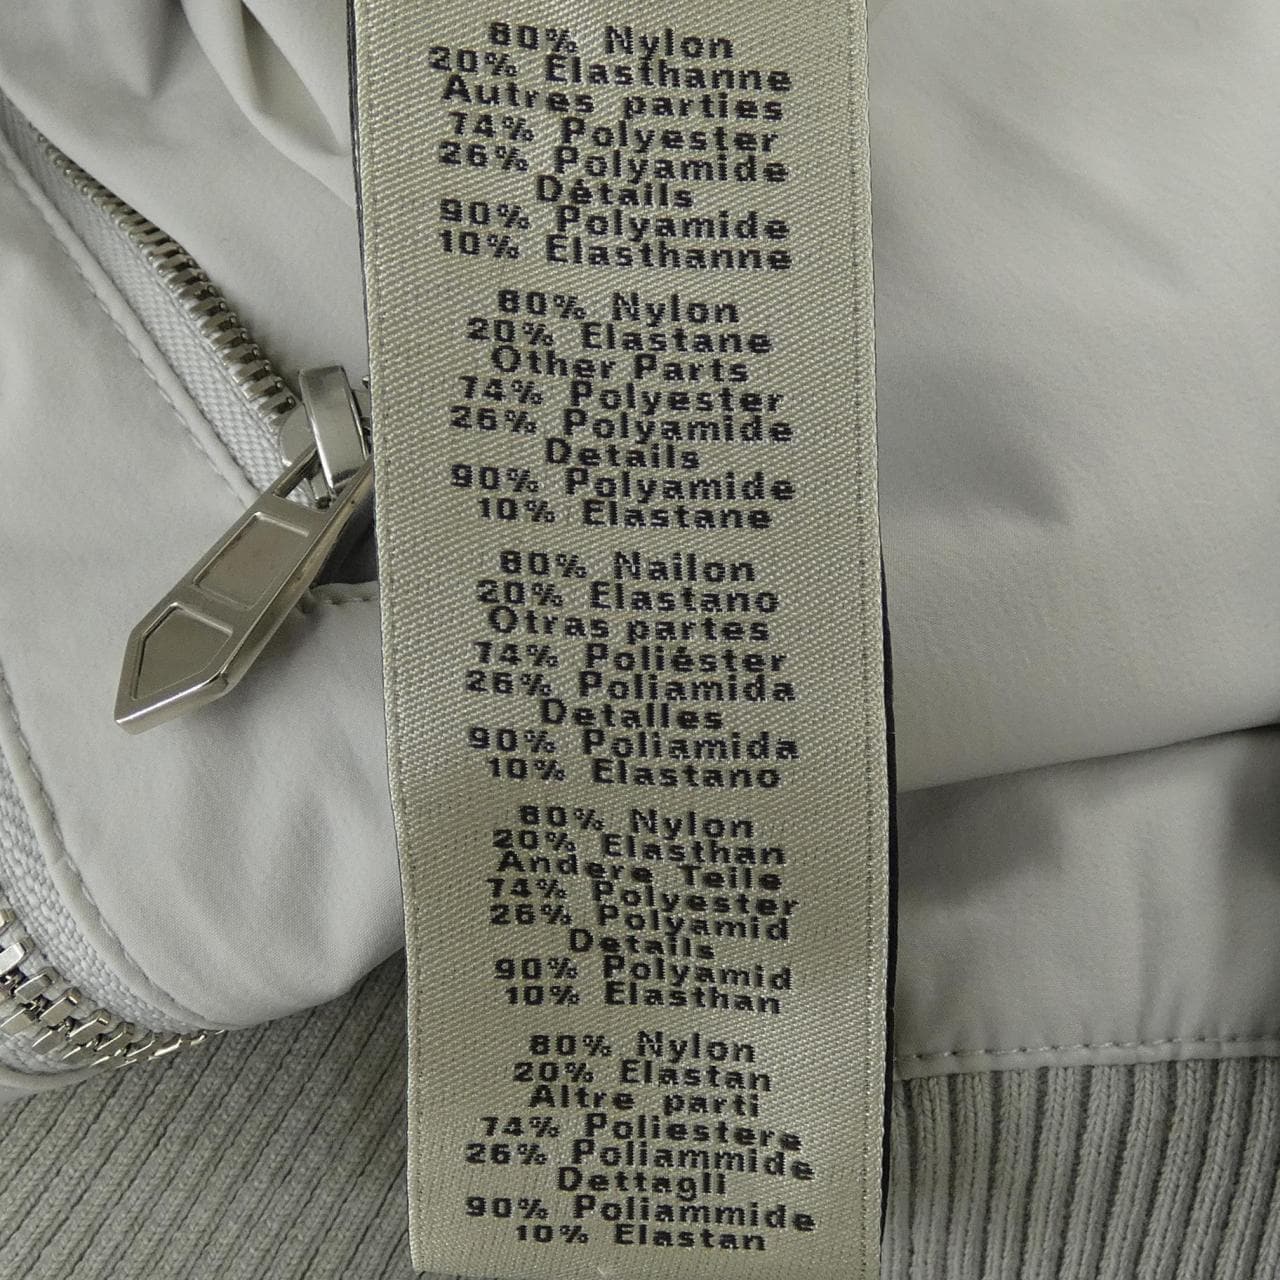 80% Nylon
20% Elasthanne
Autres parties
74% Polyester
26% Polyamide
Détails
90% Polyamide
10% Elasthanne
80% Nylon
20% Elastane
Other Parts
74% Polyester
26% Polyamide
Details
90% Polyamide
10% Elastane
80% Nailon
20% Elastano
Otras partes
74% Poliéster
26% Poliamida
Detalles
90% Poliamida
10% Elastano
80% Nylon
20% Elasthan
Andere Teile
74% Polyester
26% Polyamid
Details
90% Polyamid
10% Elasthan
80% Nylon
20% Elastan
Altre parti
74% Poliestere
26% Poliammide
Dettagli
90% Poliammide
10% Elastan